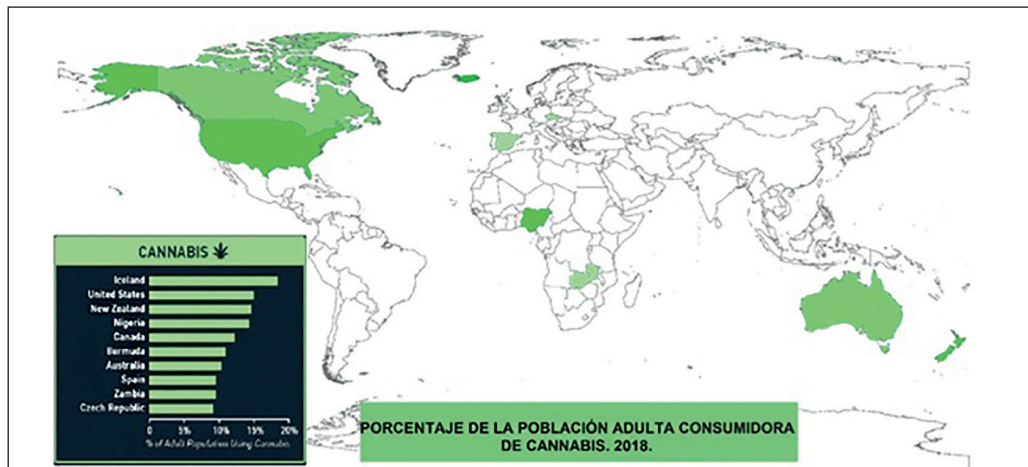 CANNABIS
Iceland
United States
New Zealand
Nigeria
Canada
Bermuda
Australia
Spain
Zambia
Czech Republic
0% 5% 10% 15% 20%
% of Adult Population Using Cannabis
PORCENTAJE DE LA POBLACIÓN ADULTA CONSUMIDORA
DE CANNABIS. 2018.